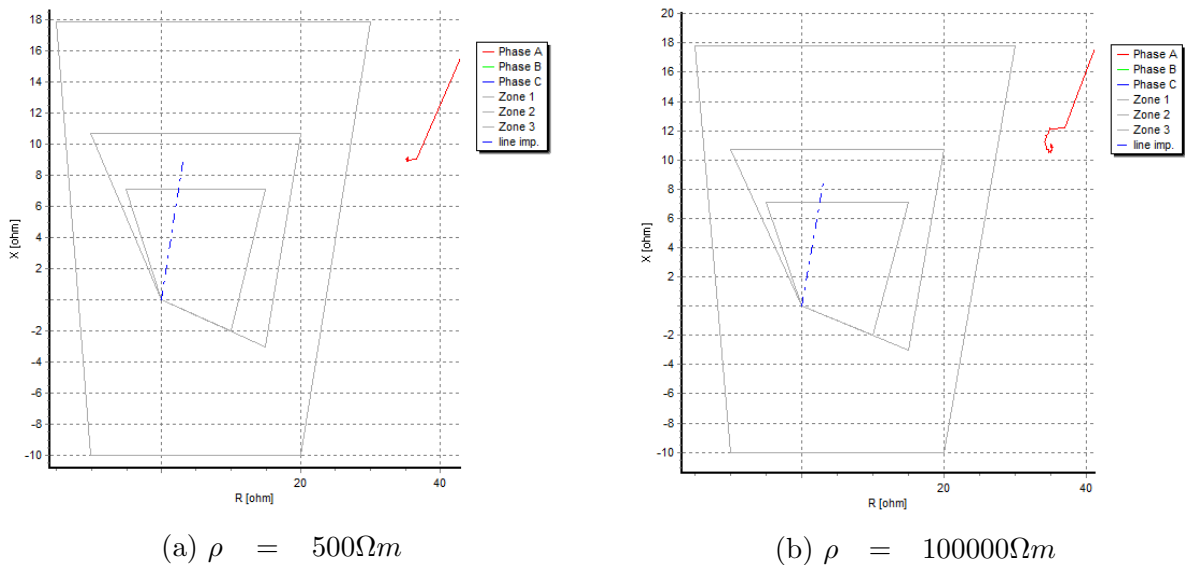 18
16
14
12
10
8
6
4
2
-2
-4
-6
-8
-10
X [ohm]
20
40
R [ohm]
Phase A
Phase B
Phase C
Zone 1
Zone 2
Zone 3
line imp.
(a) ρ = 500Ωm
20
18
16
14
12
10
8
6
4
2
-2
-4
-6
-8
-10
X [ohm]
20
40
R [ohm]
Phase A
Phase B
Phase C
Zone 1
Zone 2
Zone 3
line imp.
(b) ρ = 100000Ωm